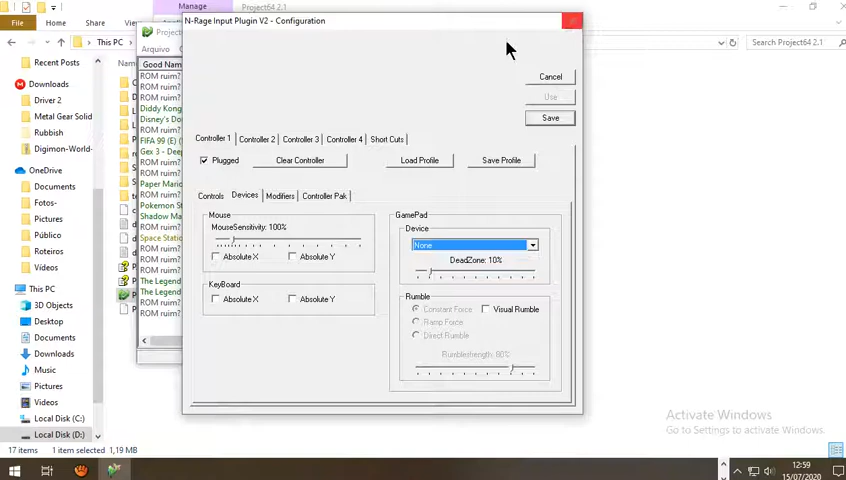 Manage
Project64 2.1
File
Home
Share
View
N-Rage Input Plugin V2 - Configuration
This PC
Search Project64 2.1
Arquivo
Recent Posts
Downloads
Driver 2
Metal Gear Solid
Rubbish
Digimon-World-
OneDrive
Documents
Fotos-
Pictures
Público
Roteiros
Vídeos
This PC
3D Objects
Desktop
Documents
Downloads
Music
Pictures
Videos
Local Disk (C:)
Local Disk (D:)
Good Nam
ROM ruim?
ROM ruim?
ROM ruim?
Diddy Kong
Disney's Do
ROM ruim?
FIFA 99 (E) (
Gex 3 - Deep
ROM ruim?
Paper Mario
Pokemon S
Shadow Ma
ROM ruim?
Space Statio
ROM ruim?
The Legend
ROM ruim?
The Legend
ROM ruim?
ROM ruim?
Cancel
Use
Save
Controller 1
Controller 2
Controller 3
Controller 4
Short Cuts
Plugged
Clear Controller
Load Profile
Save Profile
Controls
Devices
Modifiers
Controller Pak
Mouse
MouseSensitivity: 100%
Absolute X
Absolute Y
KeyBoard
Absolute X
Absolute Y
GamePad
Device
None
DeadZone: 10%
Rumble
Constant Force
Visual Rumble
Ramp Force
Direct Rumble
Rumblestrength: 80%
Activate Windows
Go to Settings to activate Windows.
17 items
1 item selected
1,19 MB
12:59
15/07/2020